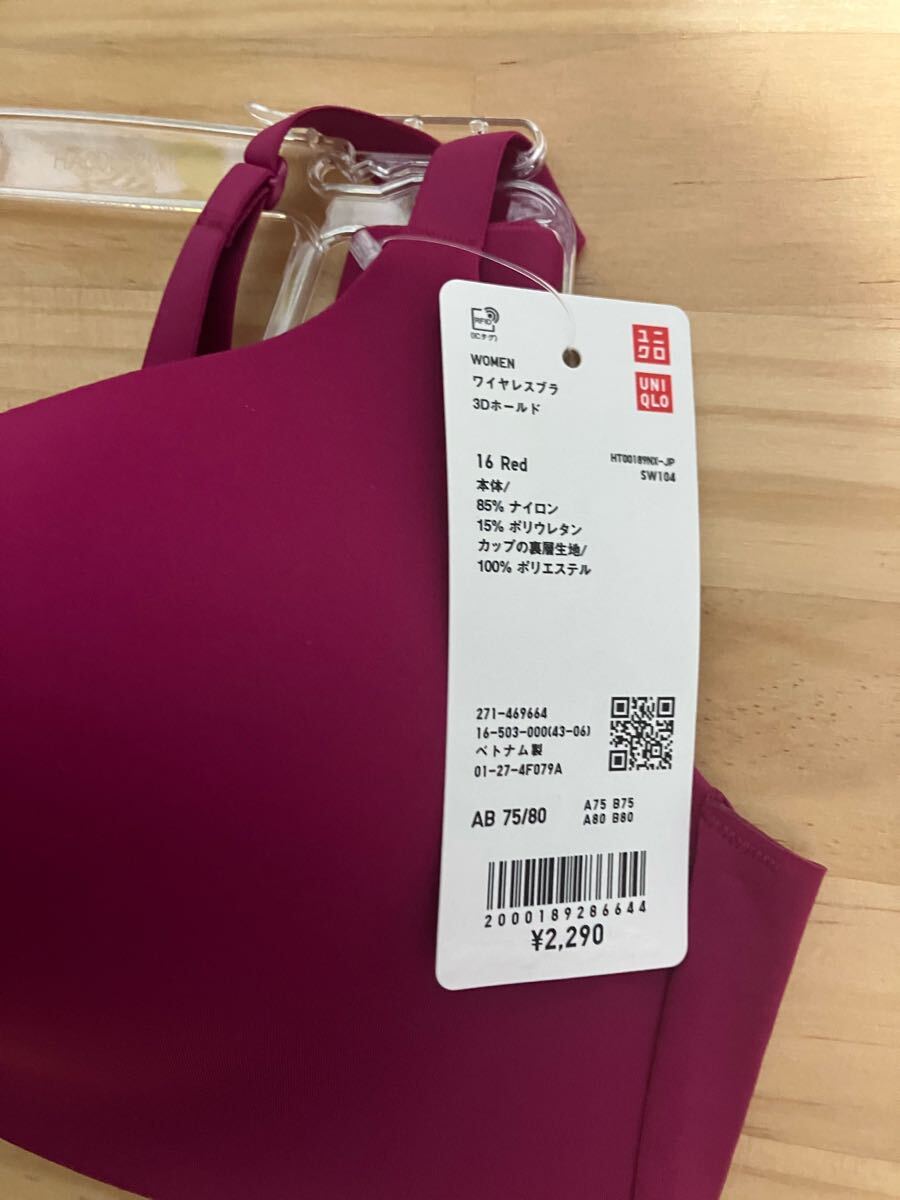 RFID
(ICタグ)
ユニ
クロ
UNI
QLO
WOMEN
ワイヤレスブラ
3Dホールド
16 Red
HT00189NX-JP
SW104
本体/
85% ナイロン
15% ポリウレタン
カップの裏層生地/
100% ポリエステル
271-469664
16-503-000(43-06)
ベトナム製
01-27-4F079A
AB 75/80
A75 B75
A80 B80
2000189286644
¥2,290